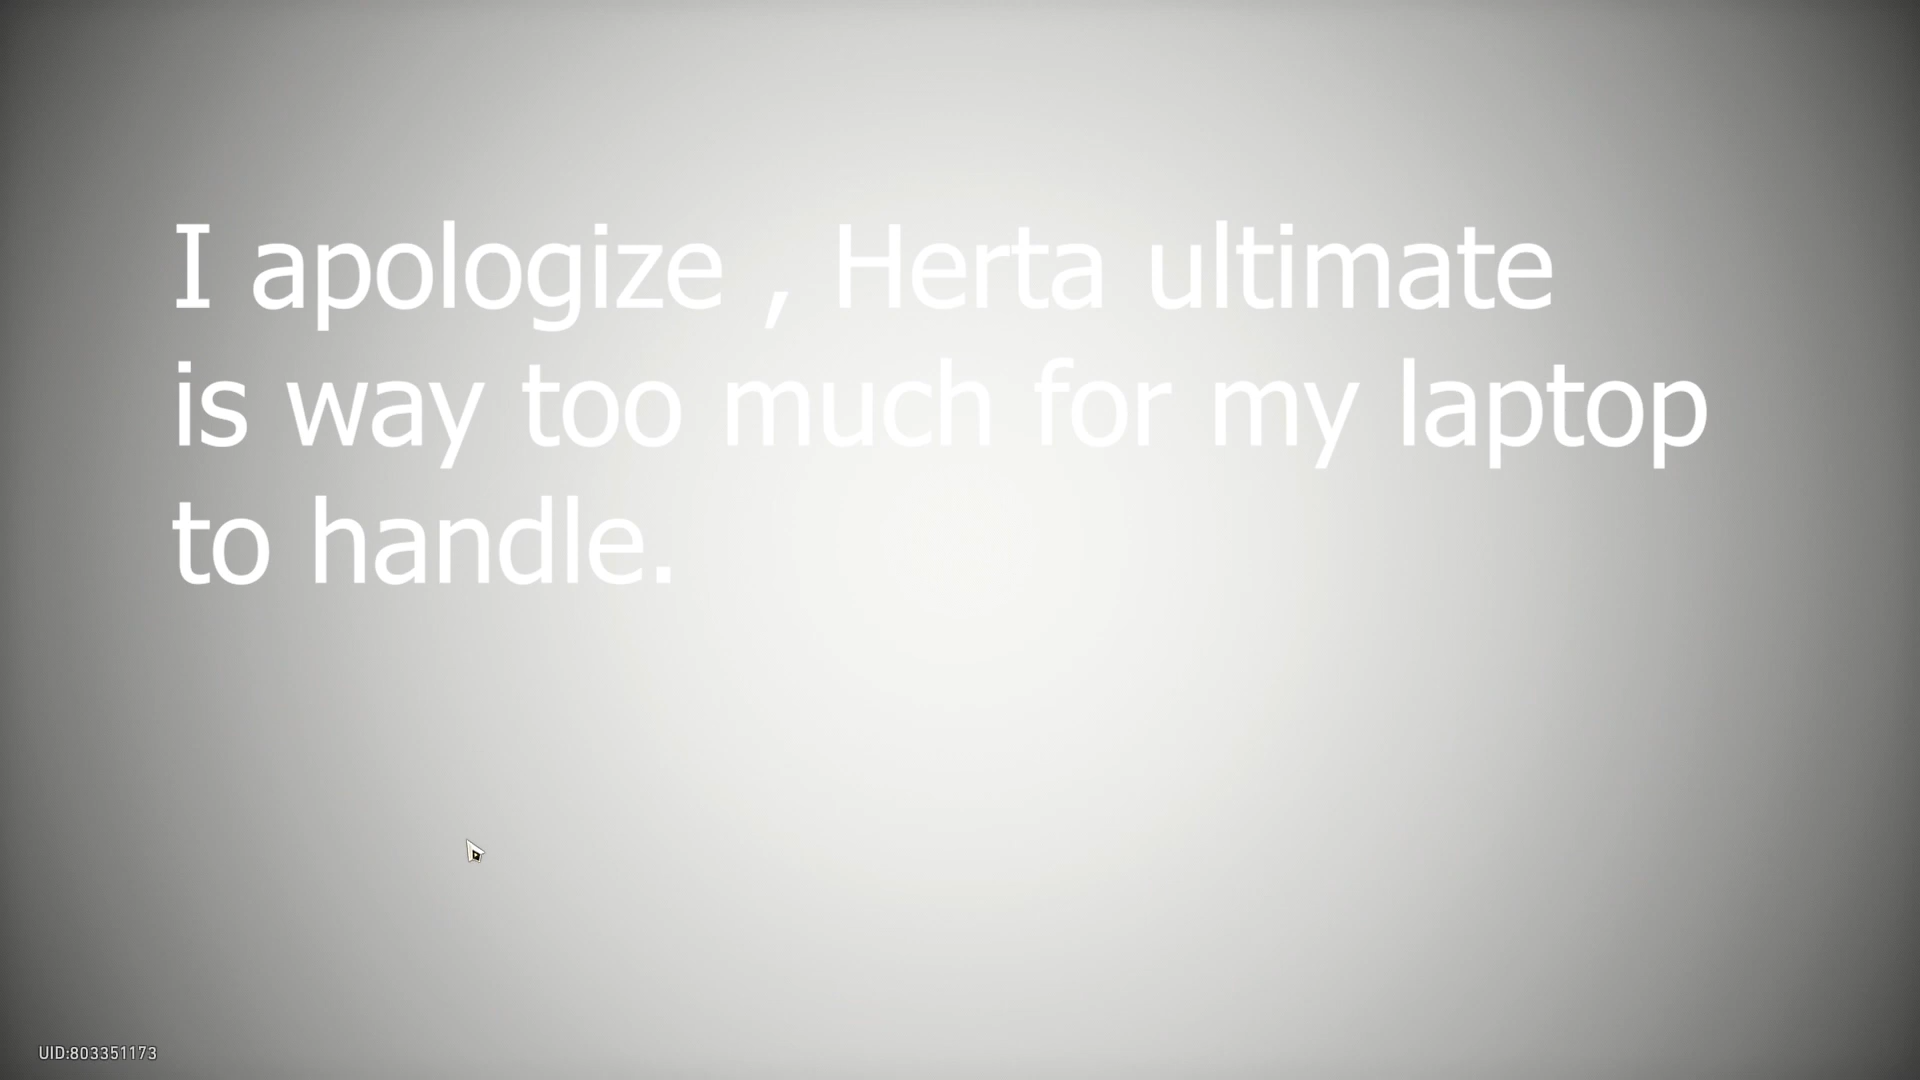 I apologize , Herta ultimate
is way too much for my laptop
to handle.
UID:803351173